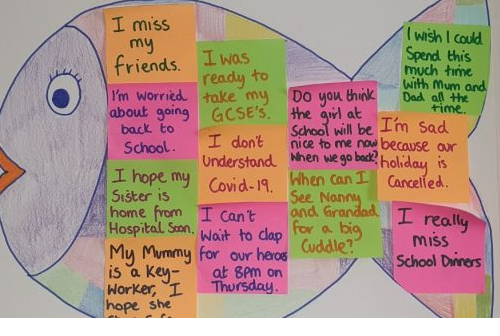 I miss
my
friends.
I'm worried
about going
back to
School.
I hope my
Sister is
home from
Hospital Soon.
My Mummy
is a Key-
Worker, I
hope she
I was
ready to
take my
GCSE's.
I don't
understand
Covid-19.
I can't
Wait to clap
for our heros
at 8pm on
Thursday.
Do you think
the girl at
School will be
nice to me now
When we go back?
When can I
See Nanny
and Grandad
for a big
Cuddle?
I wish I could
Spend this
much time
With Mum and
Dad all the
time.
I'm Sad
because our
holiday is
Cancelled.
I really
miss
School Dinners